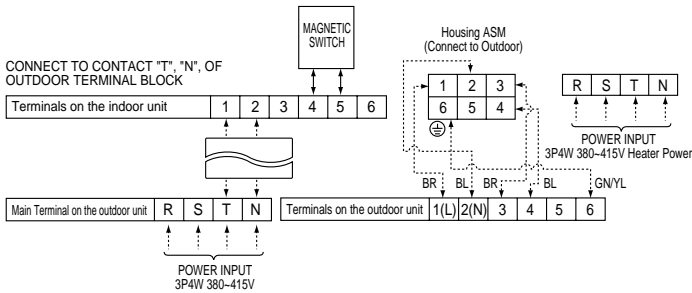 MAGNETIC
SWITCH
Housing ASM
(Connect to Outdoor)
CONNECT TO CONTACT "T", "N", OF
OUTDOOR TERMINAL BLOCK
1 2 3
6 5 4
R S T N
Terminals on the indoor unit 1 2 3 4 5 6
POWER INPUT
3P4W 380~415V Heater Power
BR BL BR BL GN/YL
Main Terminal on the outdoor unit R S T N
Terminals on the outdoor unit 1(L) 2(N) 3 4 5 6
POWER INPUT
3P4W 380~415V